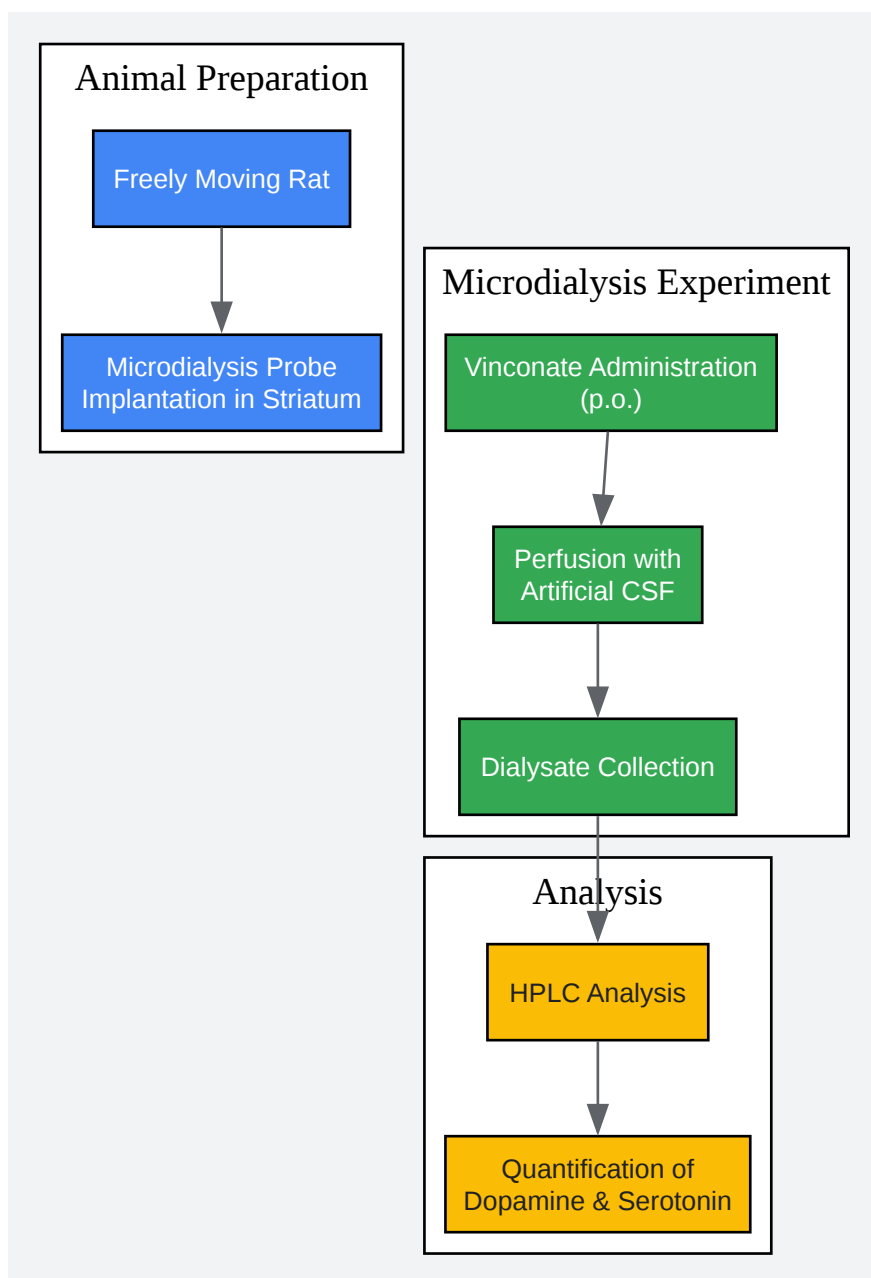 Animal Preparation
Freely Moving Rat
Microdialysis Probe
Implantation in Striatum
Microdialysis Experiment
Vinconate Administration
(p.o.)
Perfusion with
Artificial CSF
Dialysate Collection
Analysis
HPLC Analysis
Quantification of
Dopamine & Serotonin